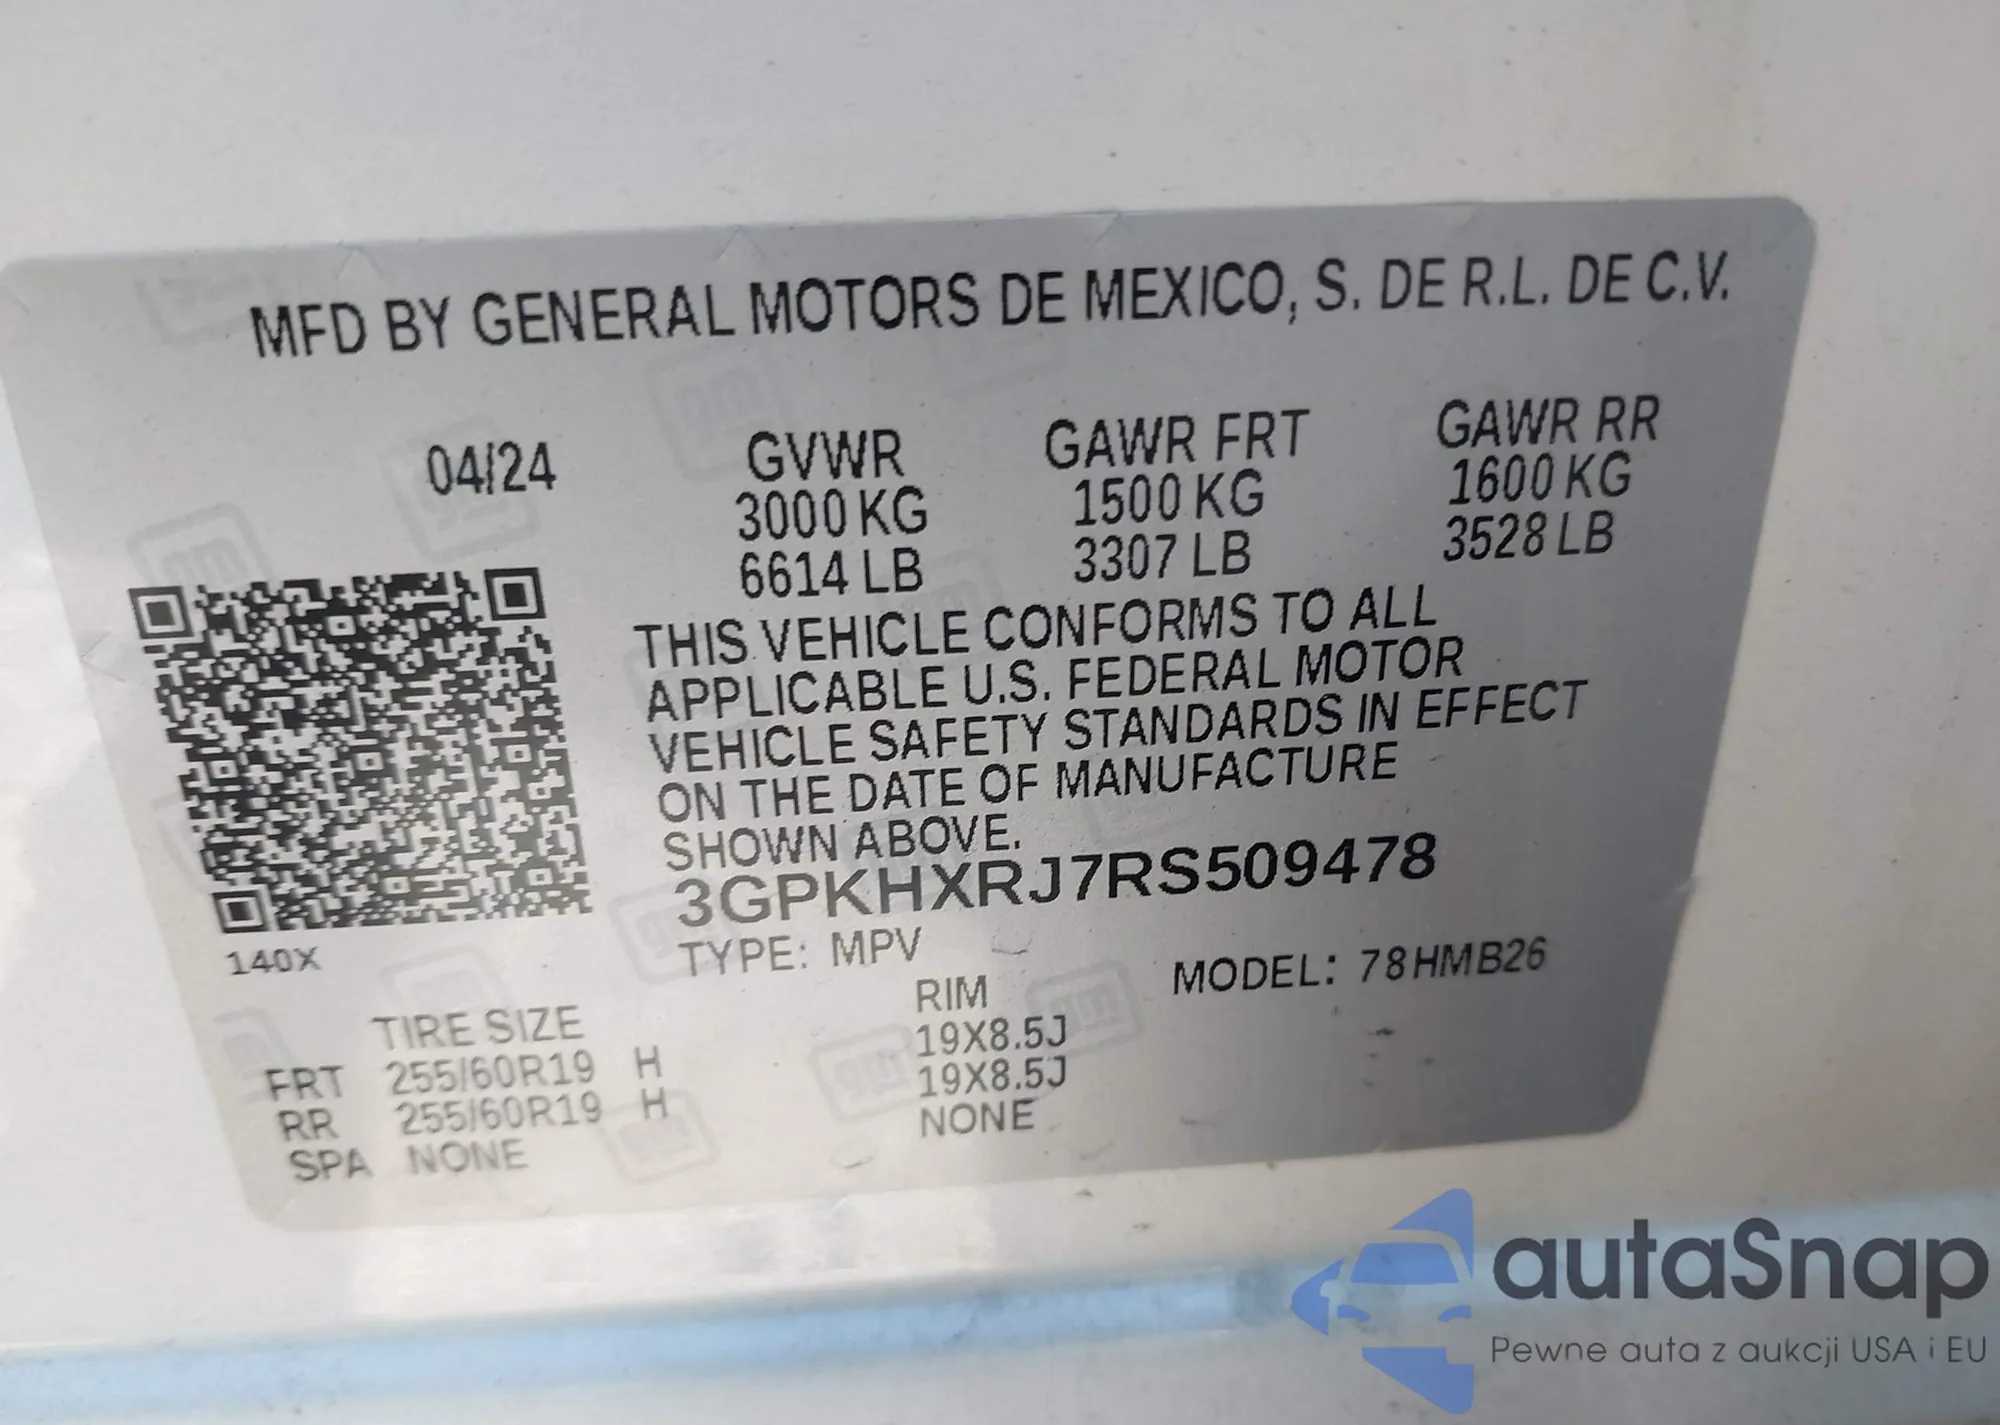 MFD BY GENERAL MOTORS DE MEXICO, S. DE R.L. DE C.V.
04/24 GVWR GAWR FRT GAWR RR
3000 KG 1500 KG 1600 KG
6614 LB 3307 LB 3528 LB
THIS VEHICLE CONFORMS TO ALL
APPLICABLE U.S. FEDERAL MOTOR
VEHICLE SAFETY STANDARDS IN EFFECT
ON THE DATE OF MANUFACTURE
SHOWN ABOVE.
3GPKHXRJ7RS509478
140X
TYPE: MPV MODEL: 78HMB26
TIRE SIZE RIM
FRT 255/60R19 H 19X8.5J
RR 255/60R19 H 19X8.5J
SPA NONE NONE
autaSnap
Pewne auta z aukcji USA i EU